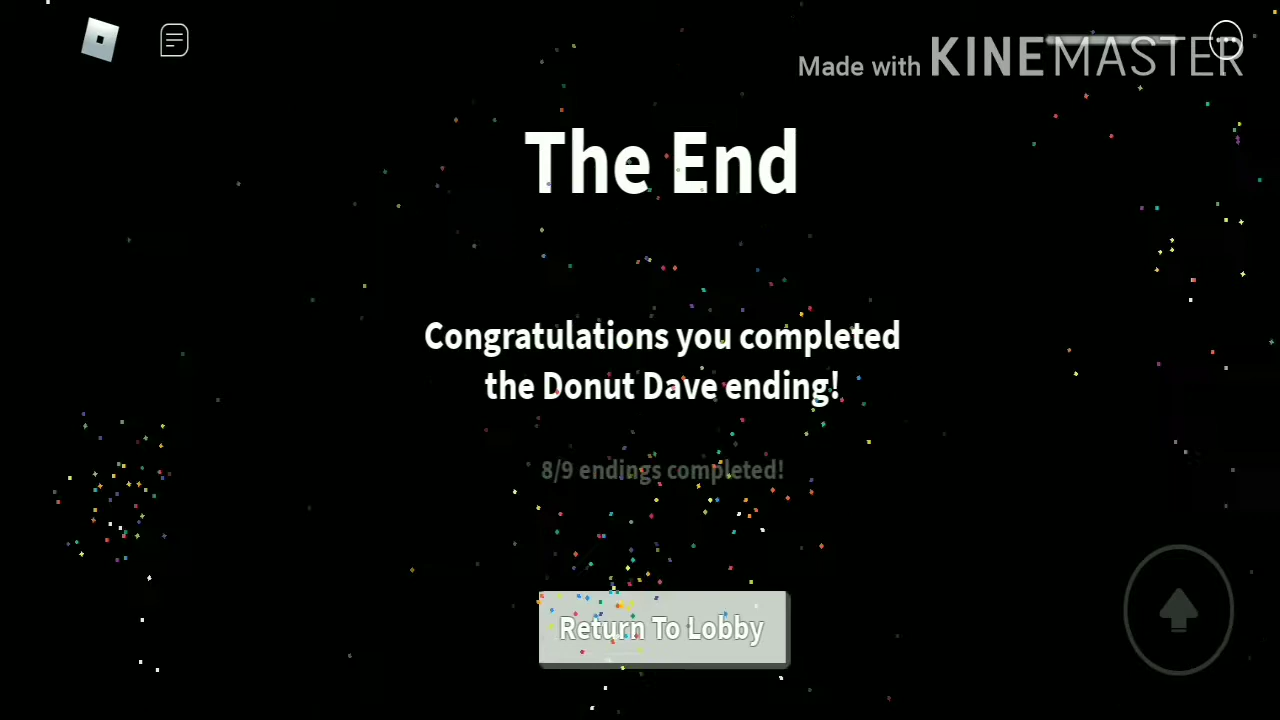 Made with KINEMASTER
The End
Congratulations you completed
the Donut Dave ending!
8/9 endings completed!
Return To Lobby